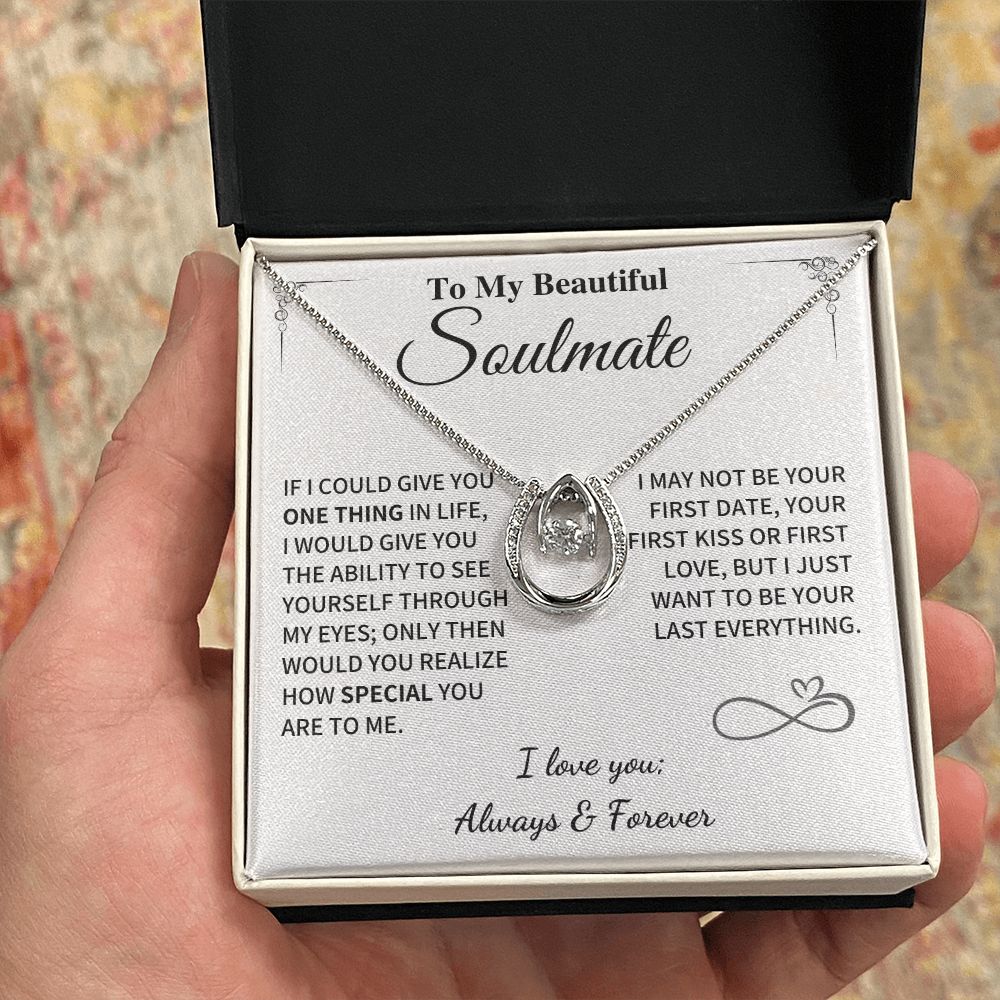 To My Beautiful
Soulmate
IF I COULD GIVE YOU
ONE THING IN LIFE,
I WOULD GIVE YOU
THE ABILITY TO SEE
YOURSELF THROUGH
MY EYES; ONLY THEN
WOULD YOU REALIZE
HOW SPECIAL YOU
ARE TO ME.
I MAY NOT BE YOUR
FIRST DATE, YOUR
FIRST KISS OR FIRST
LOVE, BUT I JUST
WANT TO BE YOUR
LAST EVERYTHING.
I love you;
Always & Forever